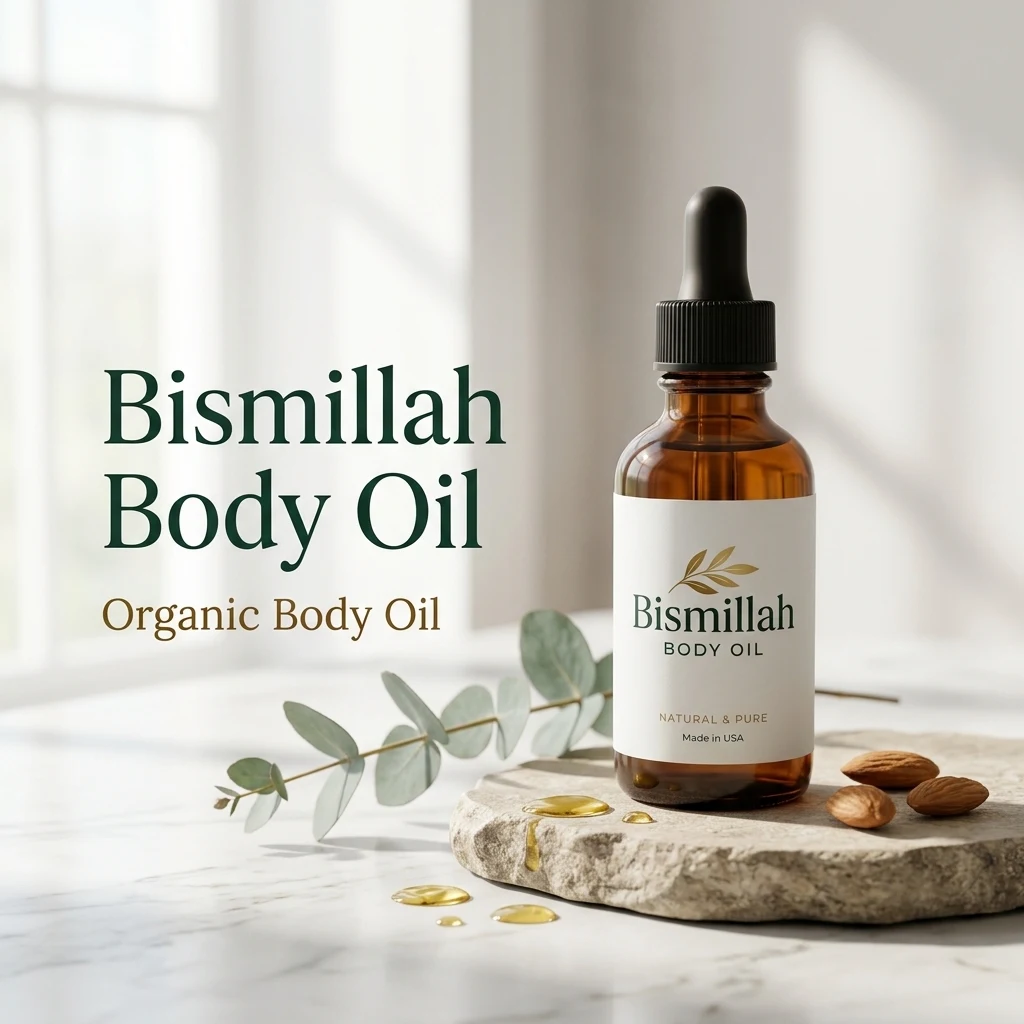 Bismillah
Body Oil
Organic Body Oil
Bismillah
BODY OIL
NATURAL & PURE
Made in USA